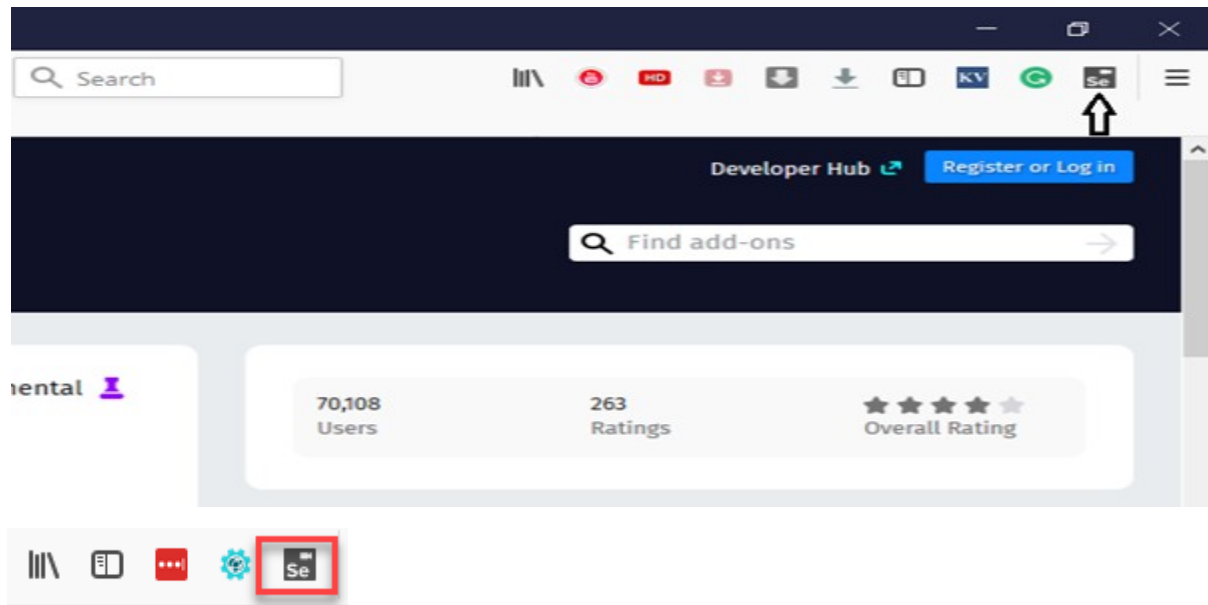 Search
HD
KV
Se
Developer Hub
Register or Log in
Find add-ons
70,108
263
Users
Ratings
Overall Rating
Se